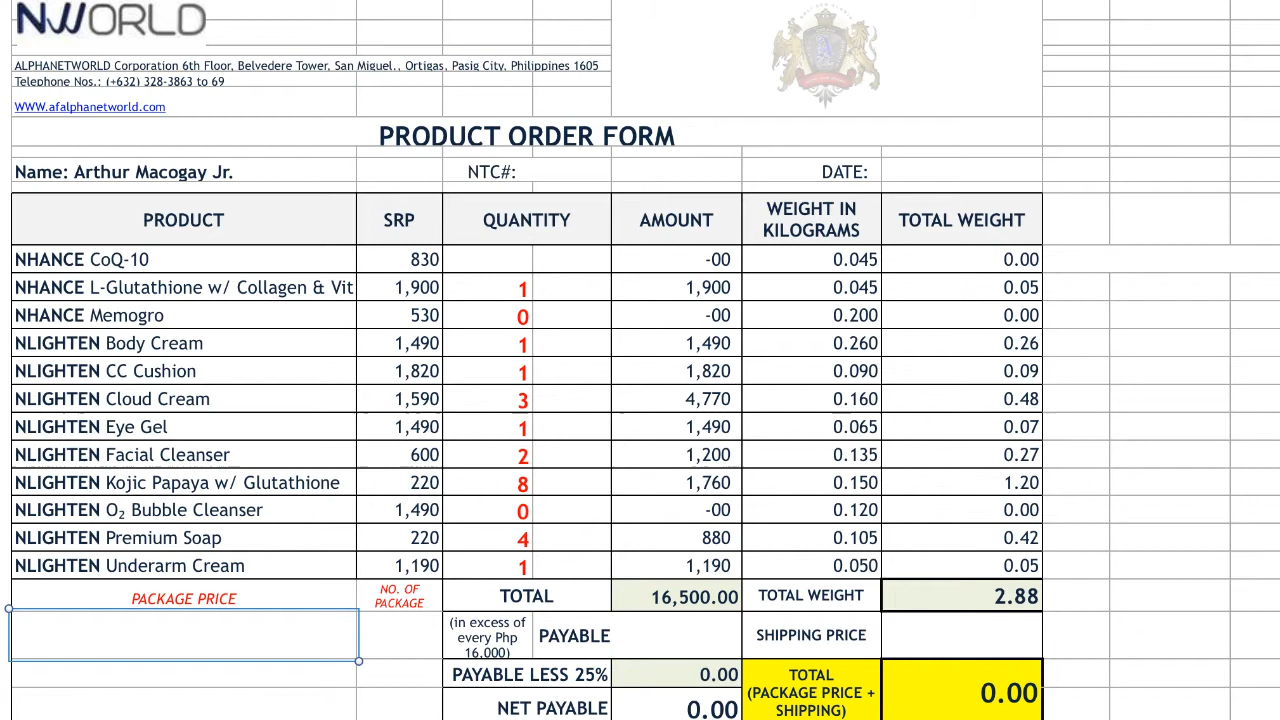 NWORLD
ALPHANETWORLD Corporation 6th Floor, Belvedere Tower, San Miguel., Ortigas, Pasig City, Philippines 1605
Telephone Nos.: (+632) 328-3863 to 69
WWW.afalphanetworld.com
PRODUCT ORDER FORM
Name: Arthur Macogay Jr. NTC#: DATE:
PRODUCT SRP QUANTITY AMOUNT WEIGHT IN KILOGRAMS TOTAL WEIGHT
NHANCE CoQ-10 830 -00 0.045 0.00
NHANCE L-Glutathione w/ Collagen & Vit 1,900 1 1,900 0.045 0.05
NHANCE Memogro 530 0 -00 0.200 0.00
NLIGHTEN Body Cream 1,490 1 1,490 0.260 0.26
NLIGHTEN CC Cushion 1,820 1 1,820 0.090 0.09
NLIGHTEN Cloud Cream 1,590 3 4,770 0.160 0.48
NLIGHTEN Eye Gel 1,490 1 1,490 0.065 0.07
NLIGHTEN Facial Cleanser 600 2 1,200 0.135 0.27
NLIGHTEN Kojic Papaya w/ Glutathione 220 8 1,760 0.150 1.20
NLIGHTEN O₂ Bubble Cleanser 1,490 0 -00 0.120 0.00
NLIGHTEN Premium Soap 220 4 880 0.105 0.42
NLIGHTEN Underarm Cream 1,190 1 1,190 0.050 0.05
PACKAGE PRICE NO. OF PACKAGE TOTAL 16,500.00 TOTAL WEIGHT 2.88
(in excess of every Php 16,000) PAYABLE SHIPPING PRICE
PAYABLE LESS 25% 0.00 TOTAL (PACKAGE PRICE + SHIPPING) 0.00
NET PAYABLE 0.00